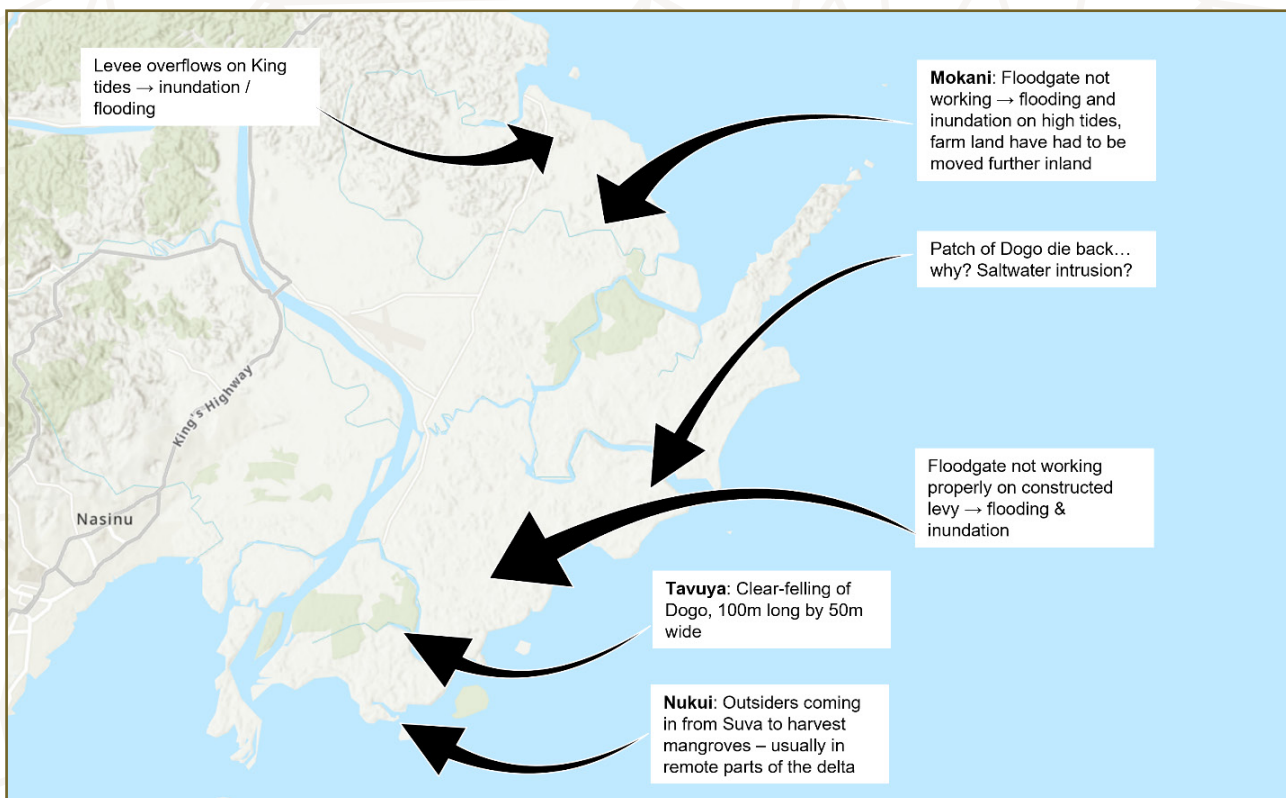 Levee overflows on King
tides → inundation /
flooding
Mokani: Floodgate not
working → flooding and
inundation on high tides,
farm land have had to be
moved further inland
Patch of Dogo die back…
why? Saltwater intrusion?
King's Highway
Nasinu
Floodgate not working
properly on constructed
levy → flooding &
inundation
Tavuya: Clear-felling of
Dogo, 100m long by 50m
wide
Nukui: Outsiders coming
in from Suva to harvest
mangroves – usually in
remote parts of the delta